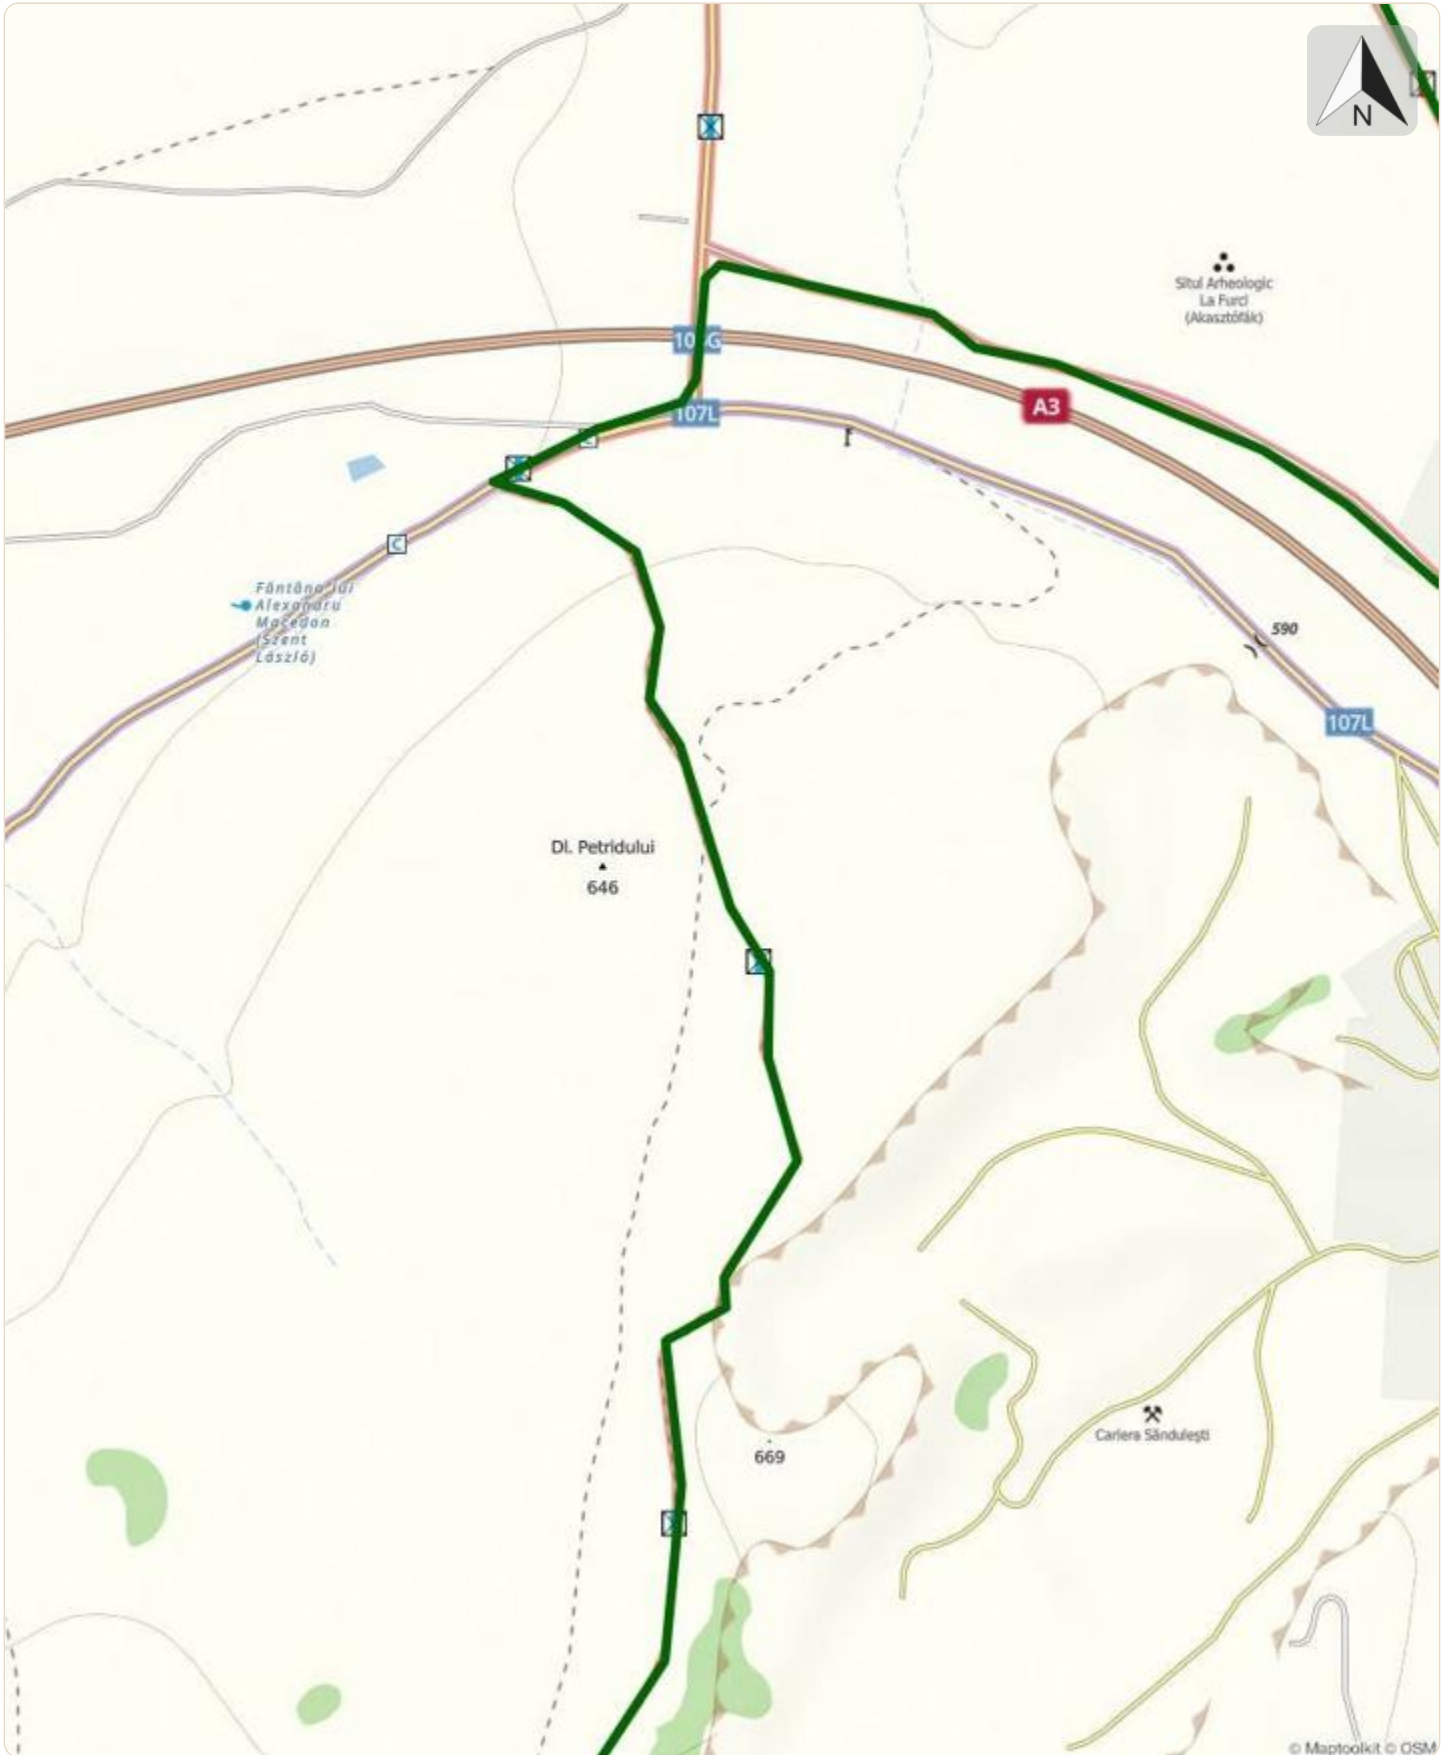 N
Situl Arheologic
La Furci
(Akasztófák)
107L
A3
C
Fântâna lui
Alexandru
Macedon
(Szent
László)
590
107L
Dl. Petridului
646
669
Cariera Săndulești
© Maptoolkit © OSM